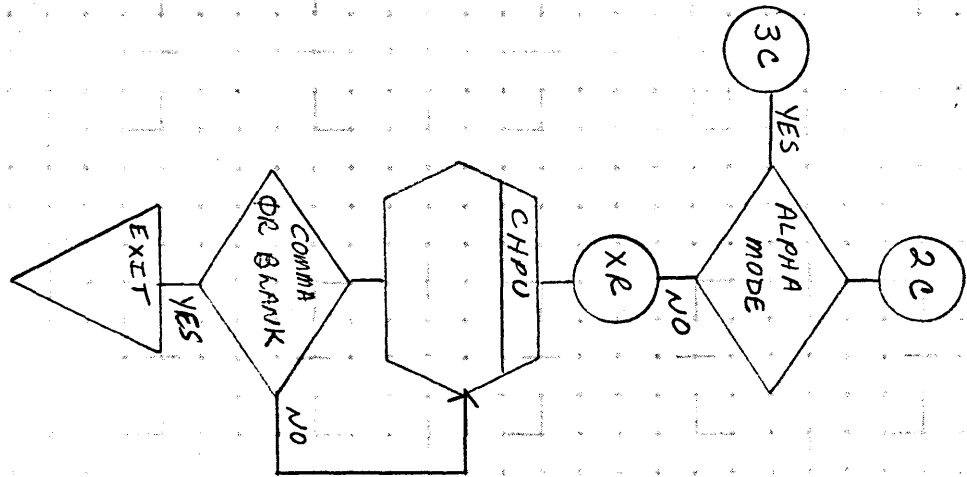 2C
3C
YES
ALPHA
MODE
NO
XR
CHPU
COMMA
OR BLANK
NO
YES
EXIT